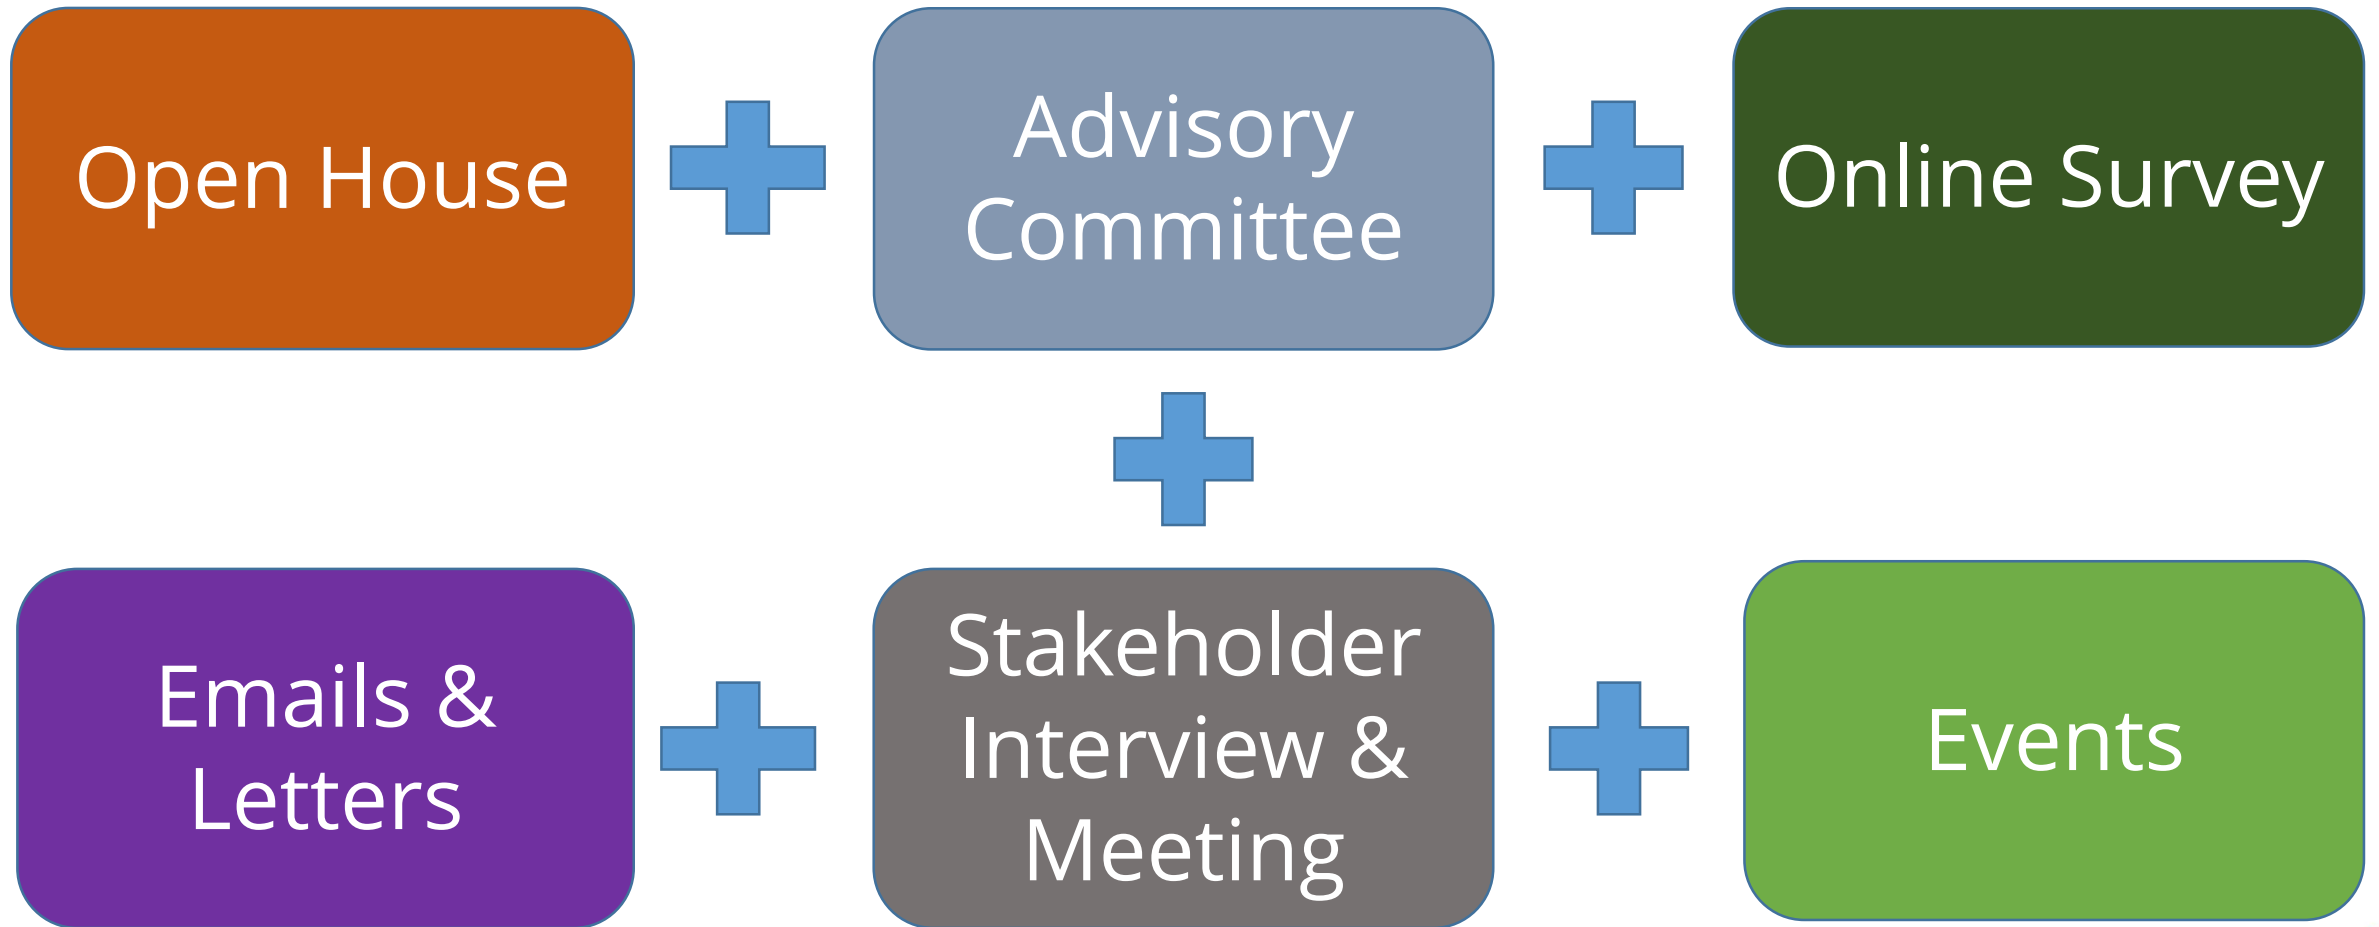 Open House
Advisory
Committee
Online Survey
Emails &
Letters
Stakeholder
Interview &
Meeting
Events